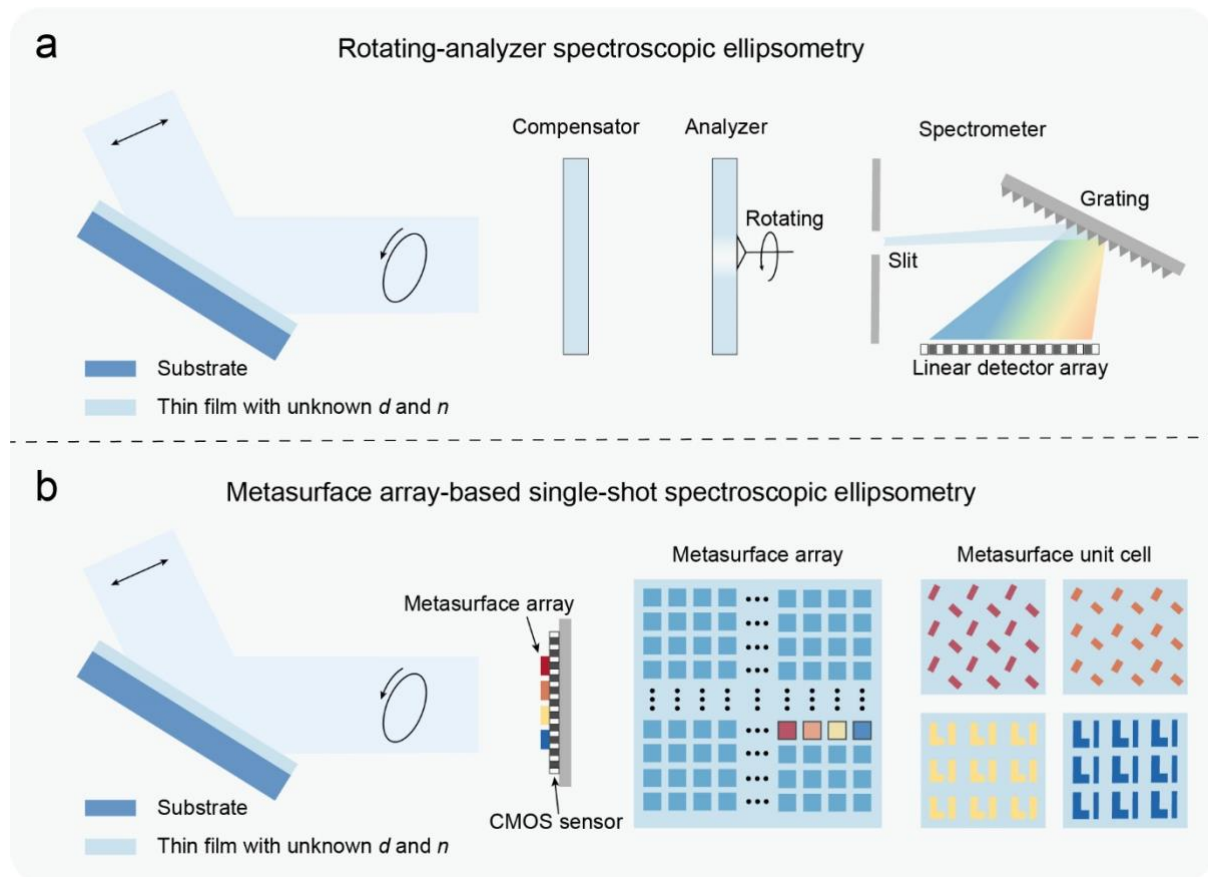 a
Rotating-analyzer spectroscopic ellipsometry
Compensator
Analyzer
Spectrometer
Grating
Rotating
Slit
Linear detector array
Substrate
Thin film with unknown d and n
b
Metasurface array-based single-shot spectroscopic ellipsometry
Metasurface array
Metasurface unit cell
Metasurface array
CMOS sensor
Substrate
Thin film with unknown d and n